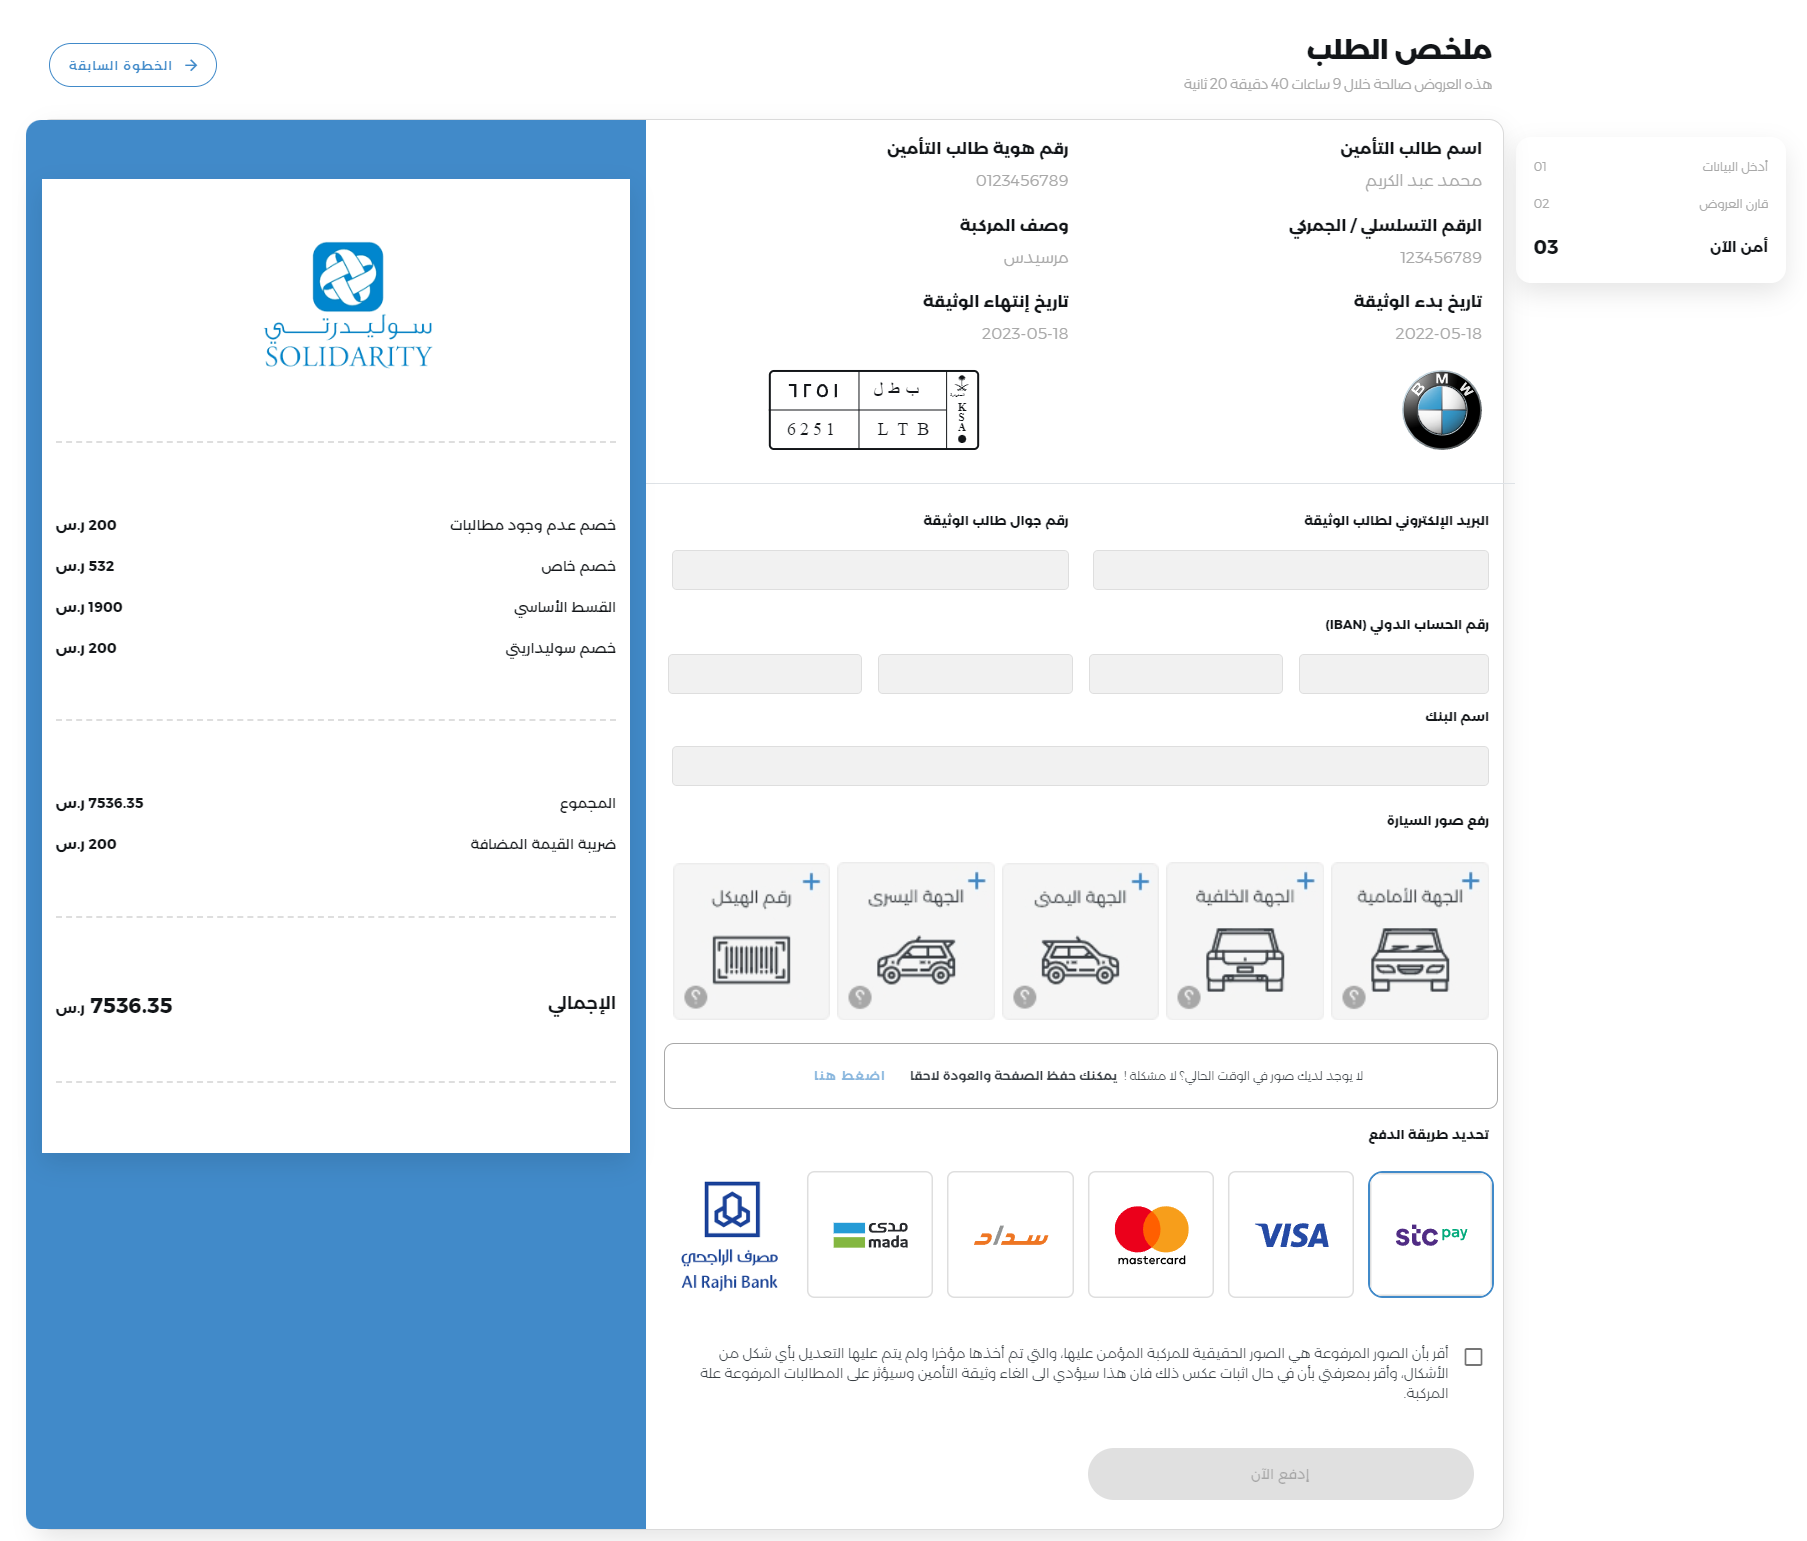 ملخص الطلب
هذه العروض صالحة خلال 9 ساعات 40 دقيقة 20 ثانية
الخطوة السابقة
أدخل البيانات 01
قارن العروض 02
أمن الآن 03
اسم طالب التأمين
محمد عبد الكريم
رقم هوية طالب التأمين
0123456789
الرقم التسلسلي / الجمركي
123456789
وصف المركبة
مرسيدس
تاريخ بدء الوثيقة
2022-05-18
تاريخ إنتهاء الوثيقة
2023-05-18
BMW
٦٢٥١
ب ط ل
6251
L T B
KSA
البريد الإلكتروني لطالب الوثيقة
رقم جوال طالب الوثيقة
رقم الحساب الدولي (IBAN)
اسم البنك
رفع صور السيارة
الجهة الأمامية
الجهة الخلفية
الجهة اليمنى
الجهة اليسرى
رقم الهيكل
لا يوجد لديك صور في الوقت الحالي؟ لا مشكلة ! يمكنك حفظ الصفحة والعودة لاحقا اضغط هنا
تحديد طريقة الدفع
stc pay
VISA
mastercard
سداد
مدى
mada
مصرف الراجحي
Al Rajhi Bank
أقر بأن الصور المرفوعة هي الصور الحقيقية للمركبة المؤمن عليها، والتي تم أخذها مؤخرا ولم يتم عليها التعديل بأي شكل من
الأشكال، وأقر بمعرفتي بأن في حال اثبات عكس ذلك فان هذا سيؤدي الى الغاء وثيقة التأمين وسيؤثر على المطالبات المرفوعة علة
المركبة.
إدفع الآن
سوليدرتي
SOLIDARITY
خصم عدم وجود مطالبات 200 ر.س
خصم خاص 532 ر.س
القسط الأساسي 1900 ر.س
خصم سوليداريتي 200 ر.س
المجموع 7536.35 ر.س
ضريبة القيمة المضافة 200 ر.س
الإجمالي 7536.35 ر.س